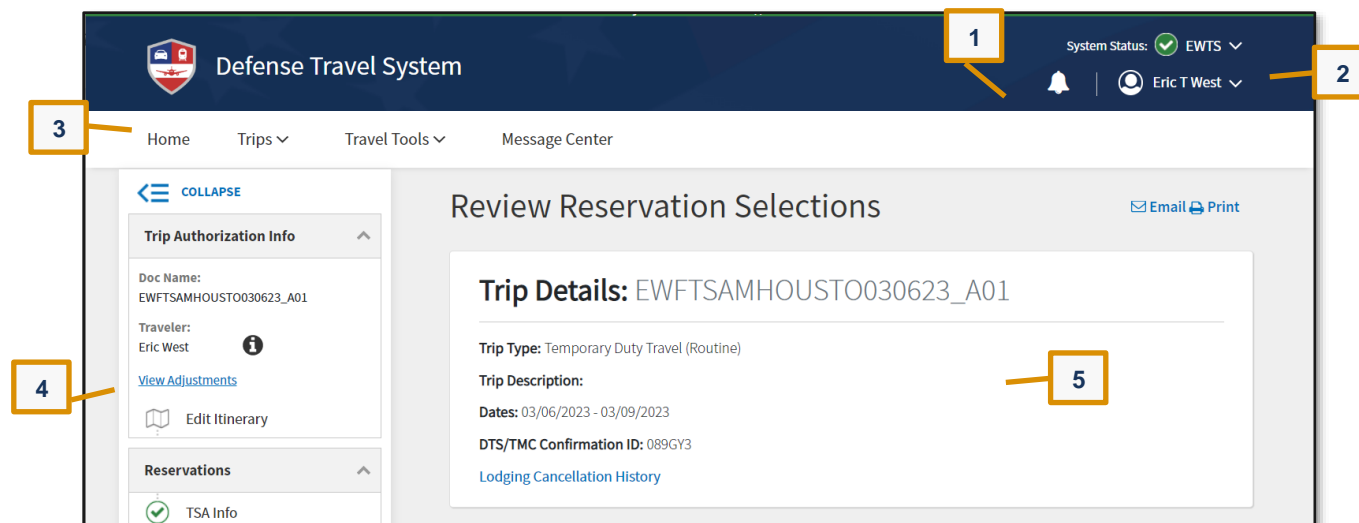 1
System Status: EWTS
Defense Travel System
Eric T West
2
3
Home Trips Travel Tools Message Center
COLLAPSE
Review Reservation Selections
Email Print
Trip Authorization Info
Doc Name:
EWFTSAMHOUSTO030623_A01
Traveler:
Eric West
View Adjustments
4
Edit Itinerary
Reservations
TSA Info
Trip Details: EWFTSAMHOUSTO030623_A01
Trip Type: Temporary Duty Travel (Routine)
Trip Description:
5
Dates: 03/06/2023 - 03/09/2023
DTS/TMC Confirmation ID: 089GY3
Lodging Cancellation History